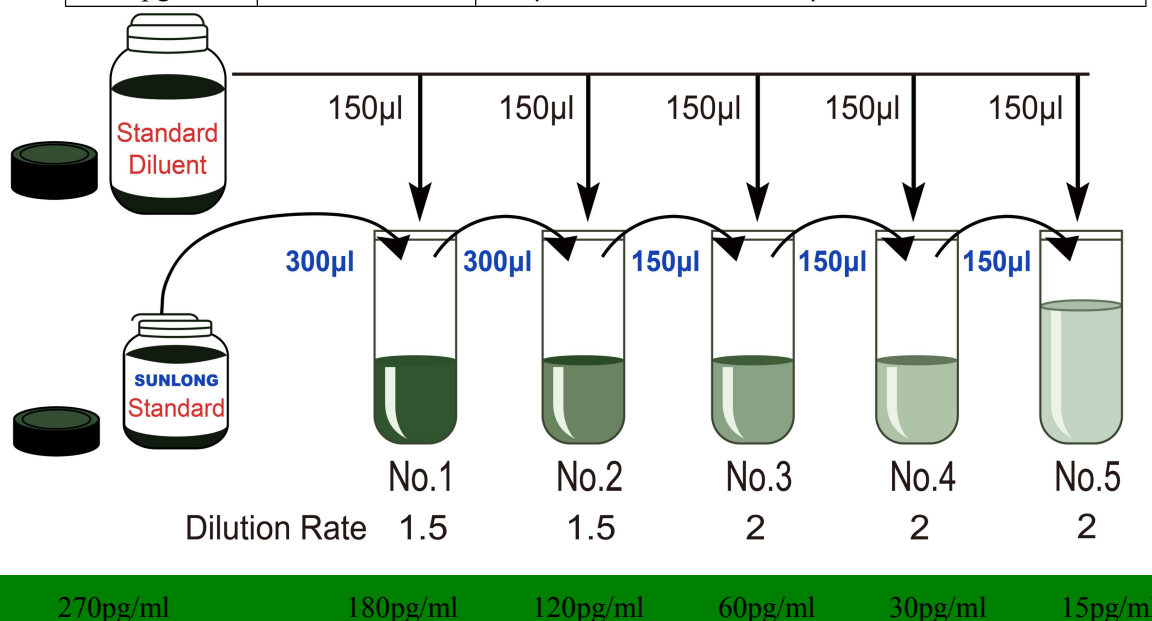 150µl 150µl 150µl 150µl 150µl
Standard
Diluent
300µl 300µl 150µl 150µl 150µl
SUNLONG
Standard
No.1 No.2 No.3 No.4 No.5
Dilution Rate 1.5 1.5 2 2 2
270pg/ml 180pg/ml 120pg/ml 60pg/ml 30pg/ml 15pg/m